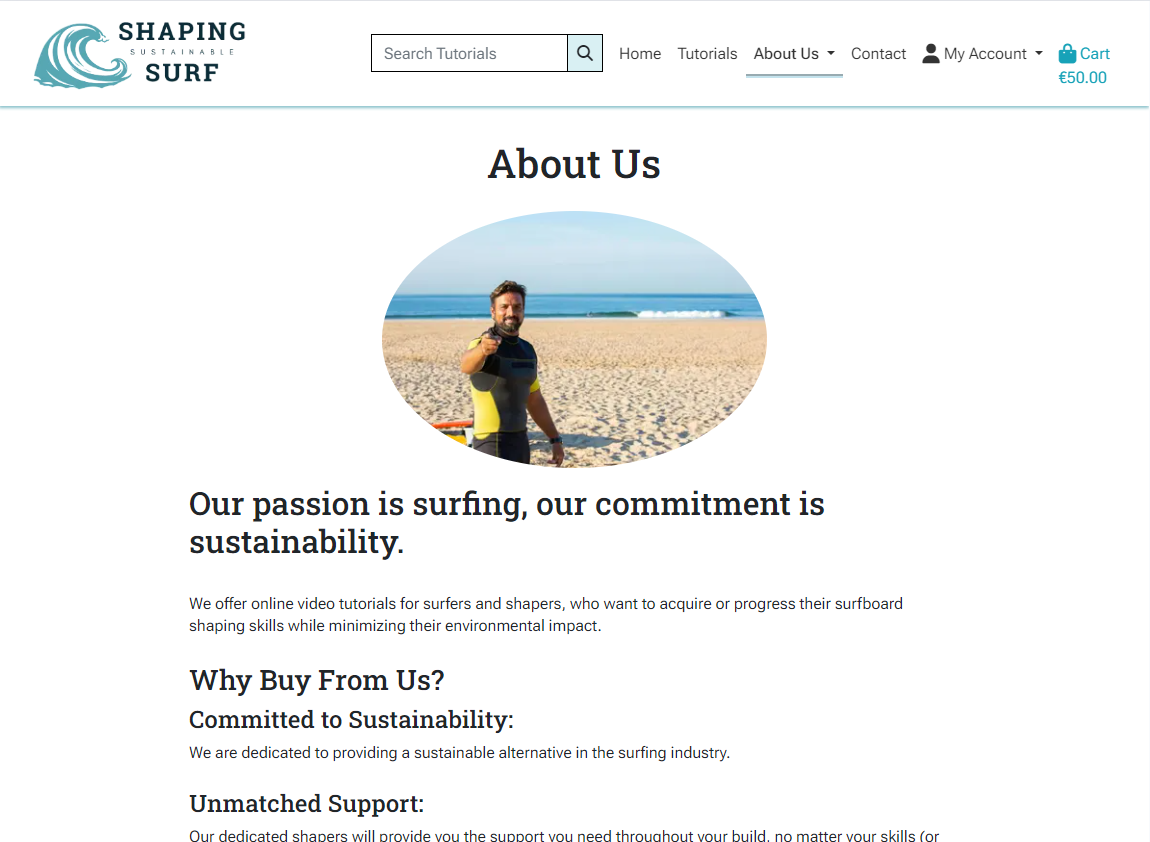 SHAPING
SUSTAINABLE
SURF
Search Tutorials
Home
Tutorials
About Us
Contact
My Account
Cart
€50.00
About Us
Our passion is surfing, our commitment is
sustainability.
We offer online video tutorials for surfers and shapers, who want to acquire or progress their surfboard
shaping skills while minimizing their environmental impact.
Why Buy From Us?
Committed to Sustainability:
We are dedicated to providing a sustainable alternative in the surfing industry.
Unmatched Support:
Our dedicated shapers will provide you the support you need throughout your build, no matter your skills (or